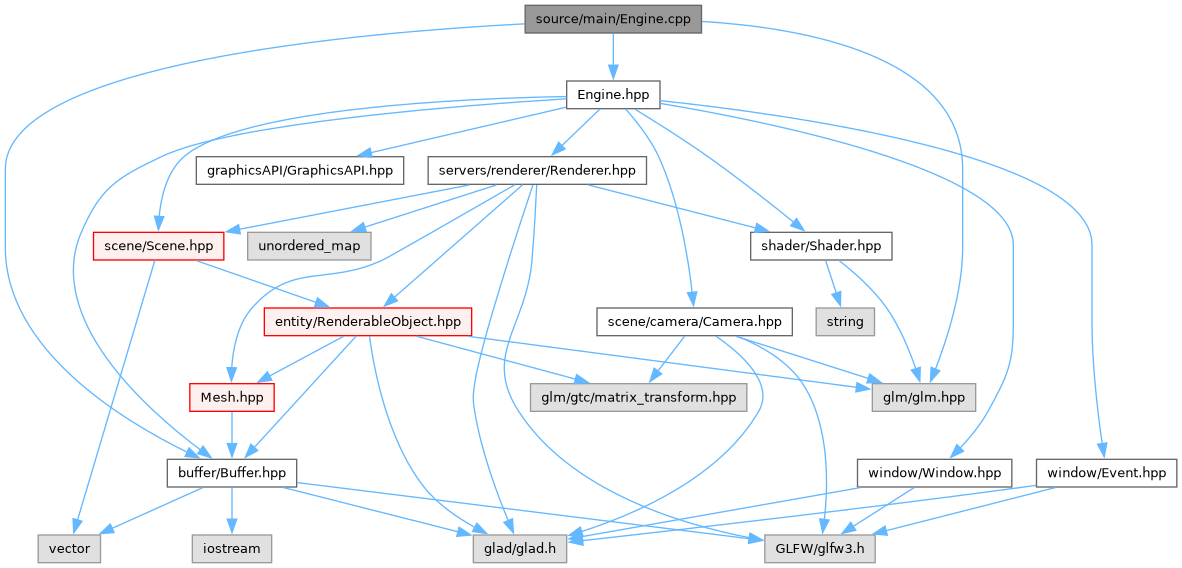 source/main/Engine.cpp
Engine.hpp
graphicsAPI/GraphicsAPI.hpp
servers/renderer/Renderer.hpp
scene/Scene.hpp
unordered_map
shader/Shader.hpp
entity/RenderableObject.hpp
scene/camera/Camera.hpp
string
Mesh.hpp
glm/gtc/matrix_transform.hpp
glm/glm.hpp
buffer/Buffer.hpp
window/Window.hpp
window/Event.hpp
vector
iostream
glad/glad.h
GLFW/glfw3.h